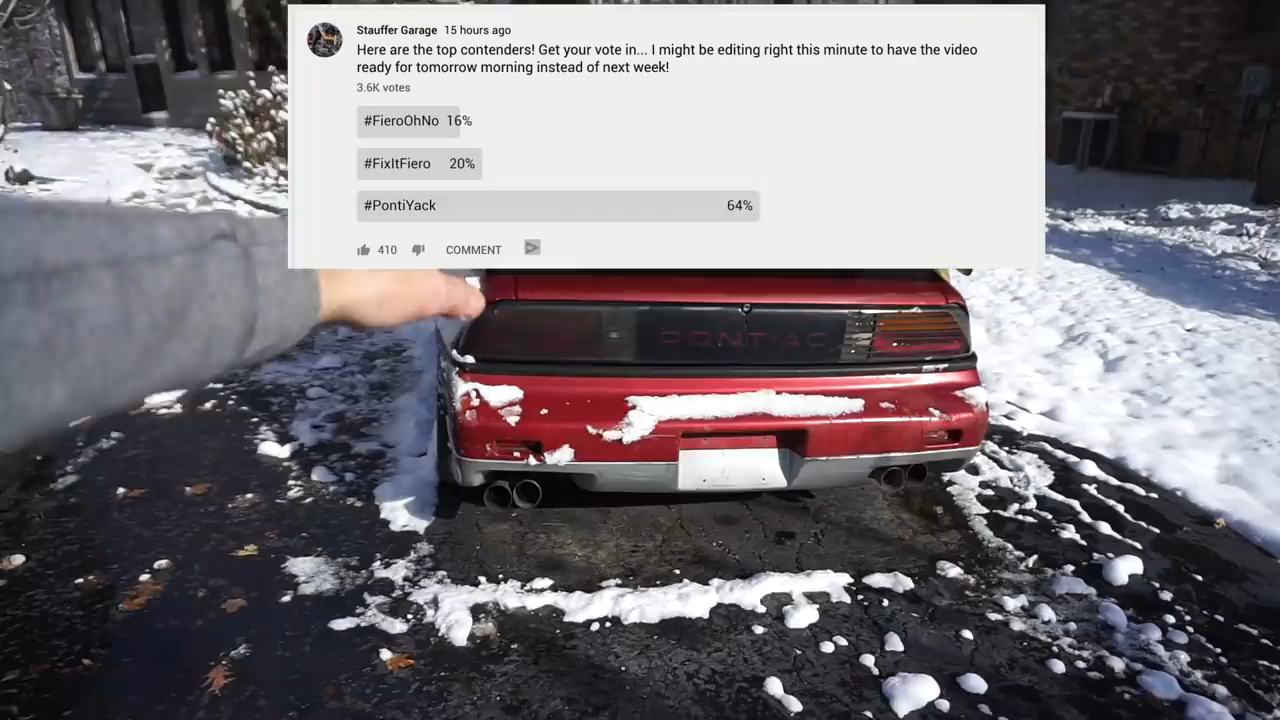 Stauffer Garage 15 hours ago
Here are the top contenders! Get your vote in... I might be editing right this minute to have the video
ready for tomorrow morning instead of next week!
3.6K votes
#FieroOhNo 16%
#FixItFiero 20%
#PontiYack 64%
410 COMMENT
PONTIAC
GT